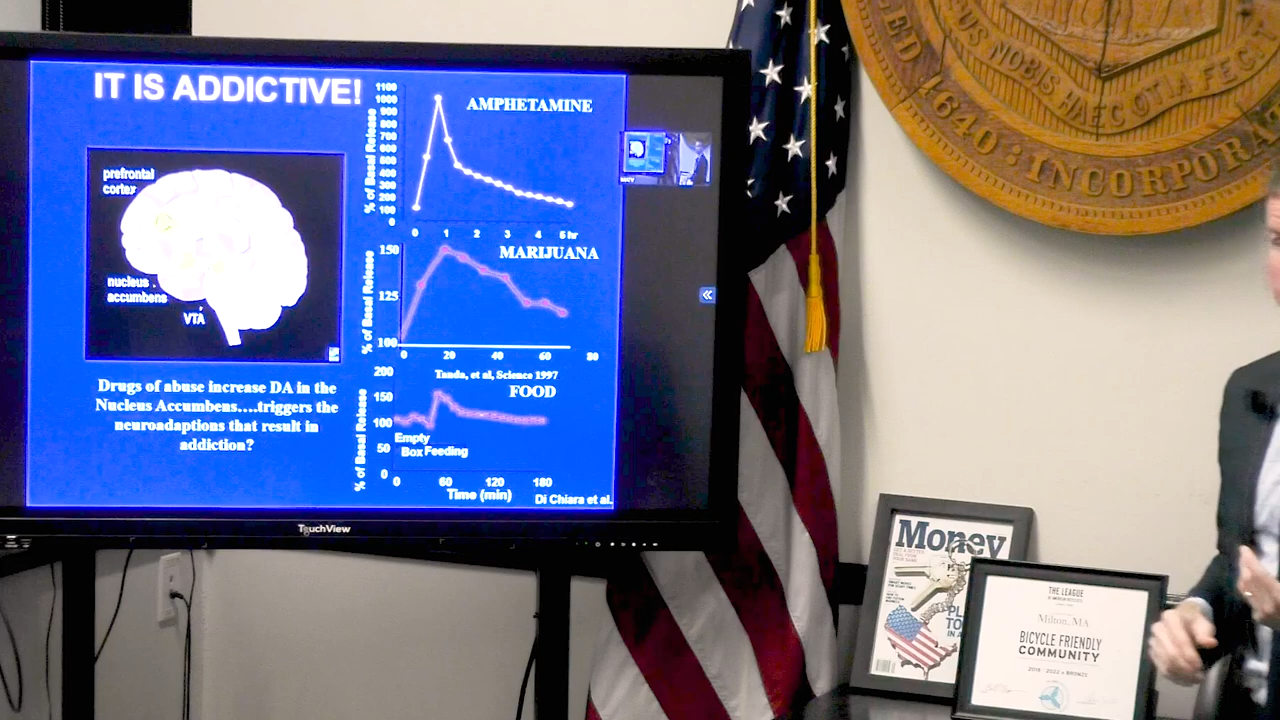 IT IS ADDICTIVE!
prefrontal
cortex
nucleus
accumbens
VTA
Drugs of abuse increase DA in the
Nucleus Accumbens....triggers the
neuroadaptions that result in
addiction?
AMPHETAMINE
% of Basal Release
1100
1000
900
800
700
600
500
400
300
200
100
0
0 1 2 3 4 5 hr
MARIJUANA
% of Basal Release
150
125
100
0 20 40 60 80
Tanda, et al, Science 1997
FOOD
% of Basal Release
200
150
100
50
0
Empty
Box Feeding
0 60 120 180
Time (min)
Di Chiara et al.
TouchView
NOBIS HAEC OTIA FECIT
1640 : INCORPORA
Money
THE LEAGUE
Milton, MA
BICYCLE FRIENDLY
COMMUNITY